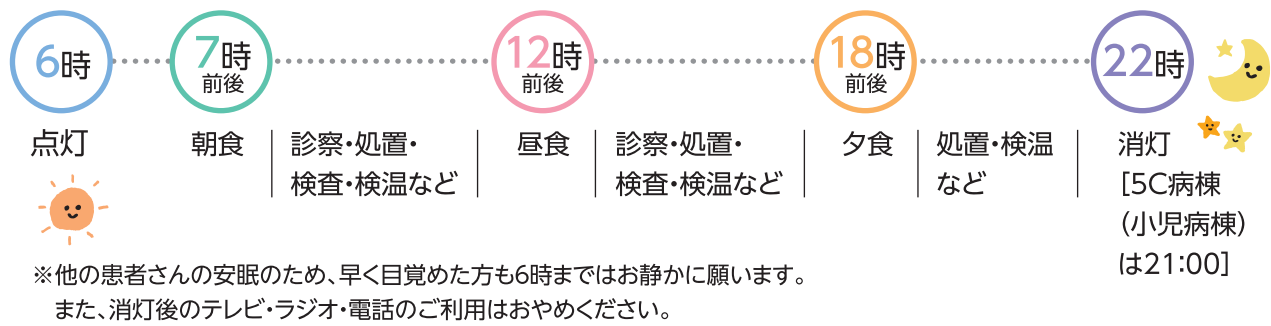 6時
7時
前後
12時
前後
18時
前後
22時
点灯
朝食
診察・処置・
検査・検温など
昼食
診察・処置・
検査・検温など
夕食
処置・検温
など
消灯
[5C病棟
(小児病棟)
は21:00]
※他の患者さんの安眠のため、早く目覚めた方も6時まではお静かに願います。
また、消灯後のテレビ・ラジオ・電話のご利用はおやめください。